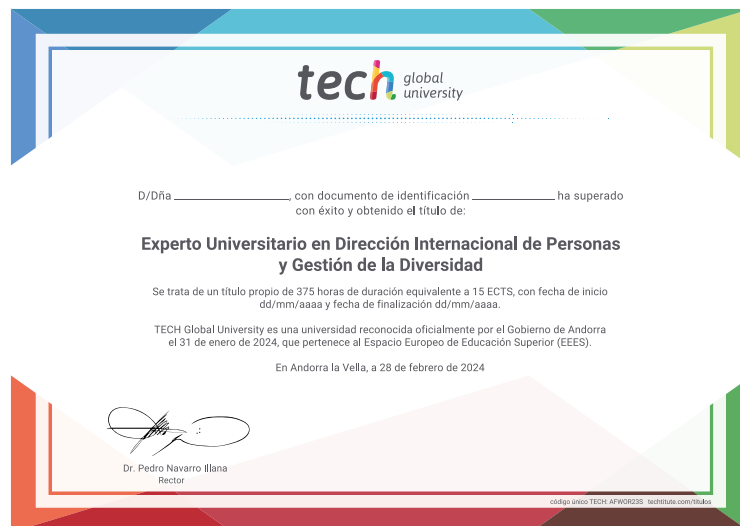 tech global
university
D/Dña ______________, con documento de identificación __________ ha superado
con éxito y obtenido el título de:
Experto Universitario en Dirección Internacional de Personas
y Gestión de la Diversidad
Se trata de un título propio de 375 horas de duración equivalente a 15 ECTS, con fecha de inicio
dd/mm/aaaa y fecha de finalización dd/mm/aaaa.
TECH Global University es una universidad reconocida oficialmente por el Gobierno de Andorra
el 31 de enero de 2024, que pertenece al Espacio Europeo de Educación Superior (EEES).
En Andorra la Vella, a 28 de febrero de 2024
Dr. Pedro Navarro Illana
Rector
código único TECH: AFWOR23S techtitute.com/titulos